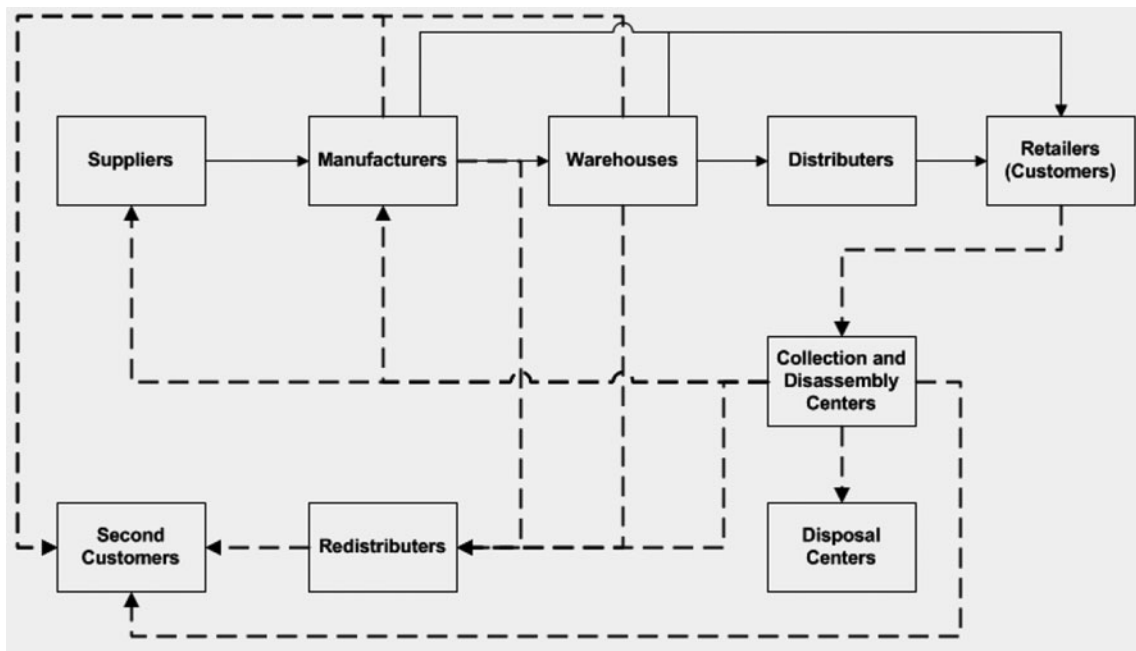 Suppliers
Manufacturers
Warehouses
Distributers
Retailers
(Customers)
Collection and
Disassembly
Centers
Second
Customers
Redistributers
Disposal
Centers